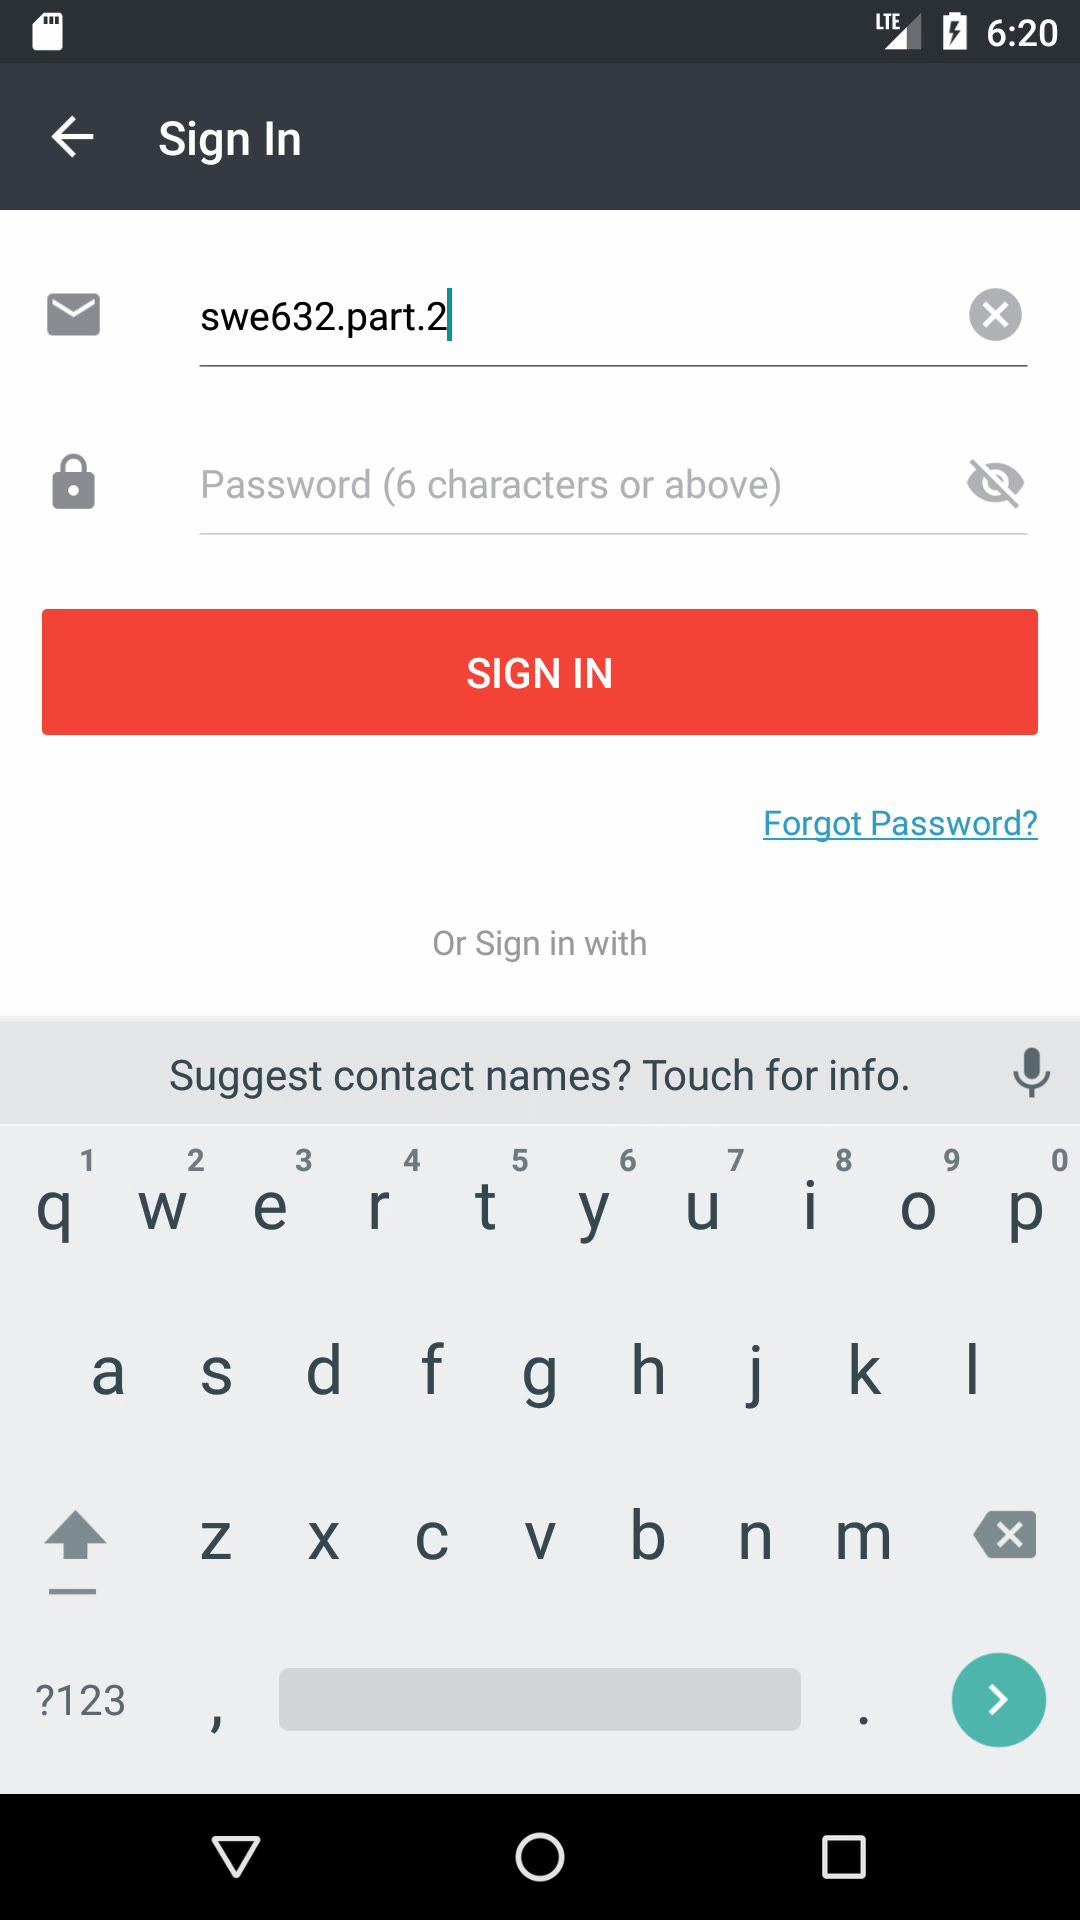 LTE 6:20
Sign In
swe632.part.2
Password (6 characters or above)
SIGN IN
Forgot Password?
Or Sign in with
Suggest contact names? Touch for info.
1 2 3 4 5 6 7 8 9 0
q w e r t y u i o p
a s d f g h j k l
z x c v b n m
?123 , .